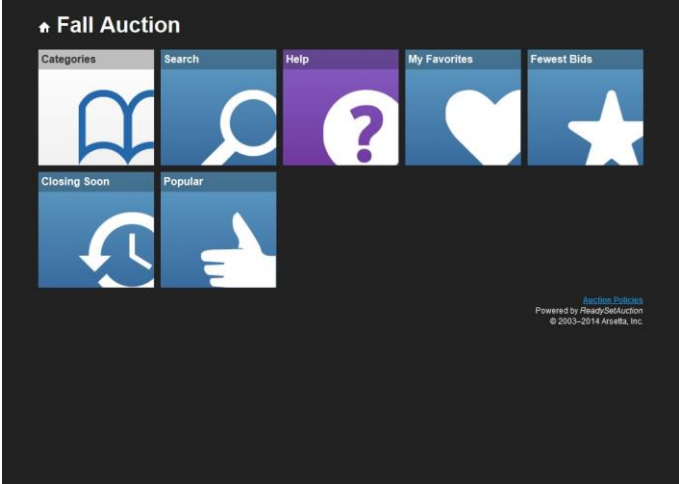 Fall Auction
Categories
Search
Help
My Favorites
Fewest Bids
Closing Soon
Popular
Auction Policies
Powered by ReadySetAuction
© 2003–2014 Arsetta, Inc.